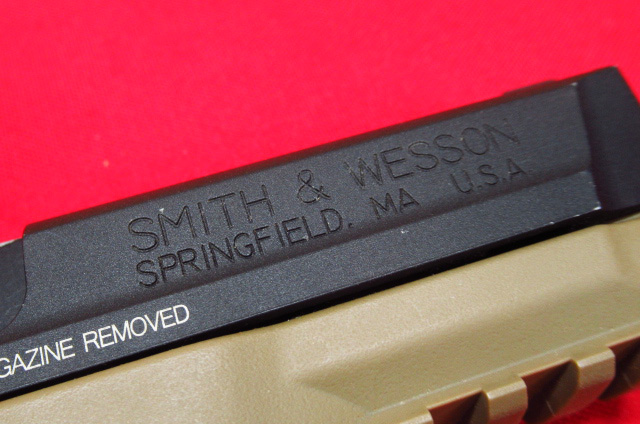 SMITH & WESSON
SPRINGFIELD, MA U.S.A
GAZINE REMOVED